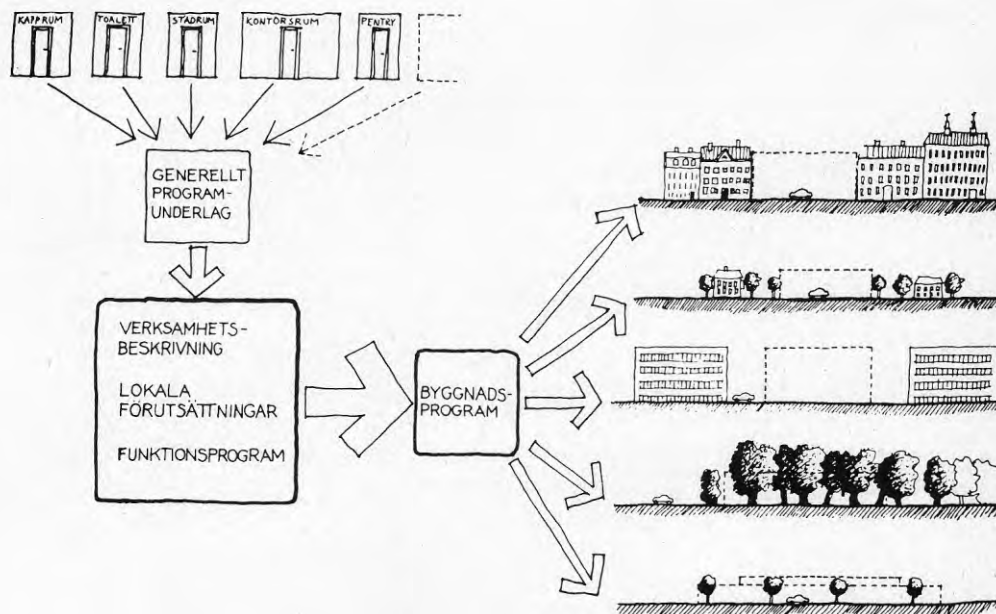 KAPPRUM
TOALETT
STÄDRUM
KONTORSRUM
PENTRY
GENERELLT
PROGRAM-
UNDERLAG
VERKSAMHETS-
BESKRIVNING
LOKALA
FÖRUTSÄTTNINGAR
FUNKTIONSPROGRAM
BYGGNADS-
PROGRAM